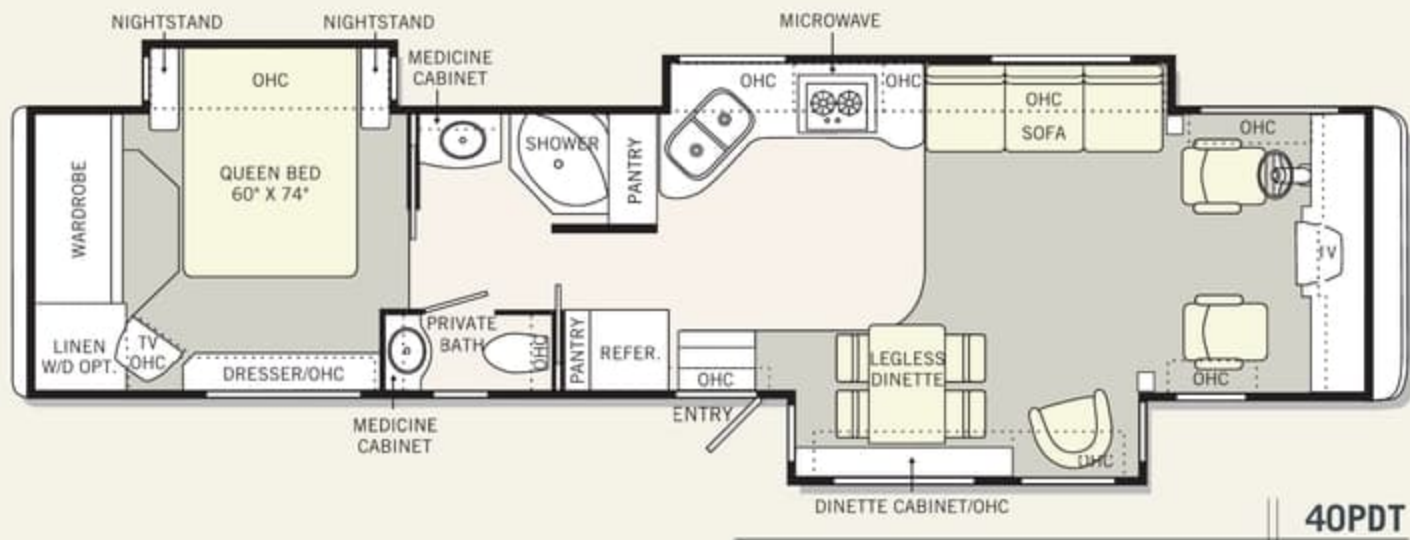 NIGHTSTAND
NIGHTSTAND
MEDICINE
CABINET
MICROWAVE
OHC
OHC
OHC
OHC
SOFA
OHC
QUEEN BED
60" X 74"
WARDROBE
SHOWER
PANTRY
TV
LINEN
W/D OPT.
TV
OHC
DRESSER/OHC
PRIVATE
BATH
OHC
PANTRY
REFER.
OHC
LEGLESS
DINETTE
OHC
OHC
ENTRY
MEDICINE
CABINET
DINETTE CABINET/OHC
40PDT